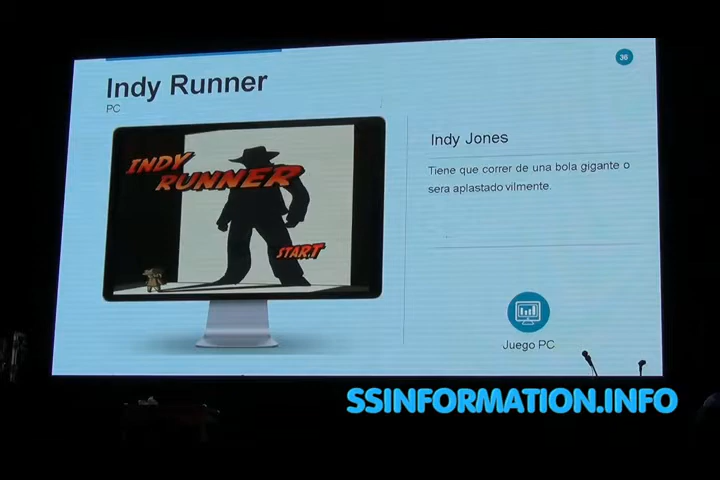 36
Indy Runner
PC
INDY
RUNNER
START
Indy Jones
Tiene que correr de una bola gigante o
sera aplastado vilmente.
Juego PC
SSINFORMATION.INFO